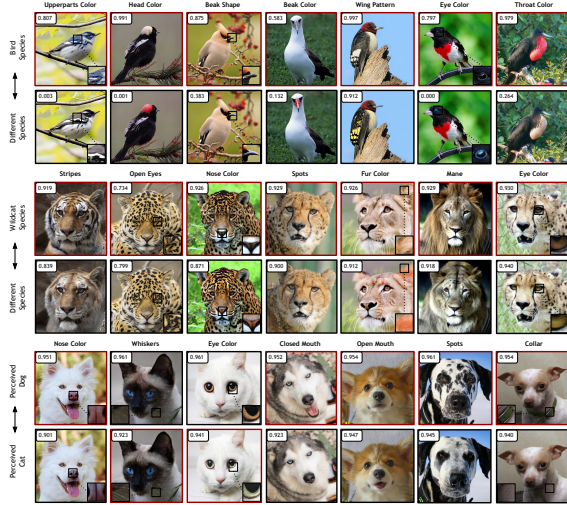 Upperparts Color Head Color Beak Shape Beak Color Wing Pattern Eye Color Throat Color
Bird Species
0.807 0.991 0.875 0.583 0.997 0.797 0.979
Different Species
0.003 0.001 0.383 0.132 0.912 0.000 0.264
Stripes Open Eyes Nose Color Spots Fur Color Mane Eye Color
Wildcat Species
0.919 0.734 0.926 0.929 0.926 0.929 0.930
Different Species
0.839 0.799 0.871 0.900 0.912 0.918 0.940
Nose Color Whiskers Eye Color Closed Mouth Open Mouth Spots Collar
Perceived Dog
0.951 0.961 0.961 0.952 0.954 0.961 0.954
Perceived Cat
0.901 0.923 0.941 0.923 0.947 0.945 0.940